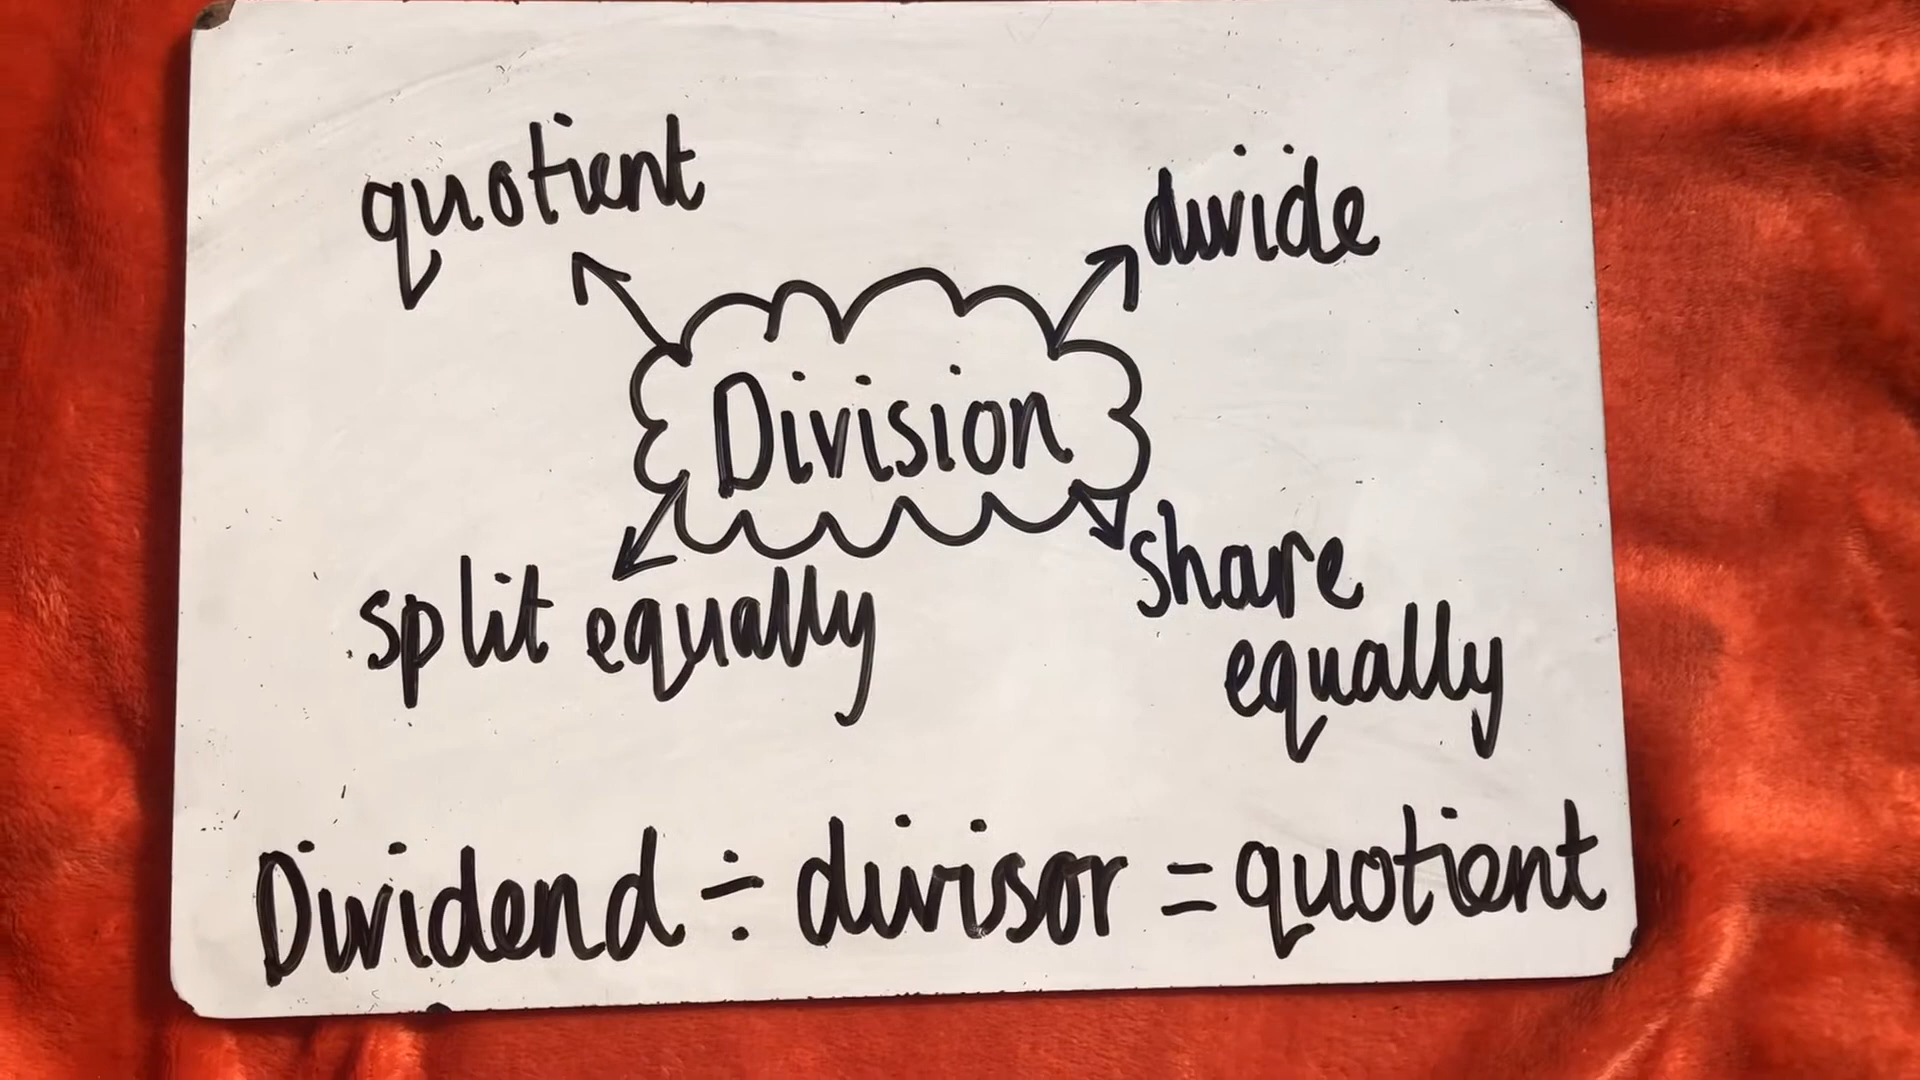 quotient
divide
Division
split equally
share
equally
Dividend ÷ divisor = quotient